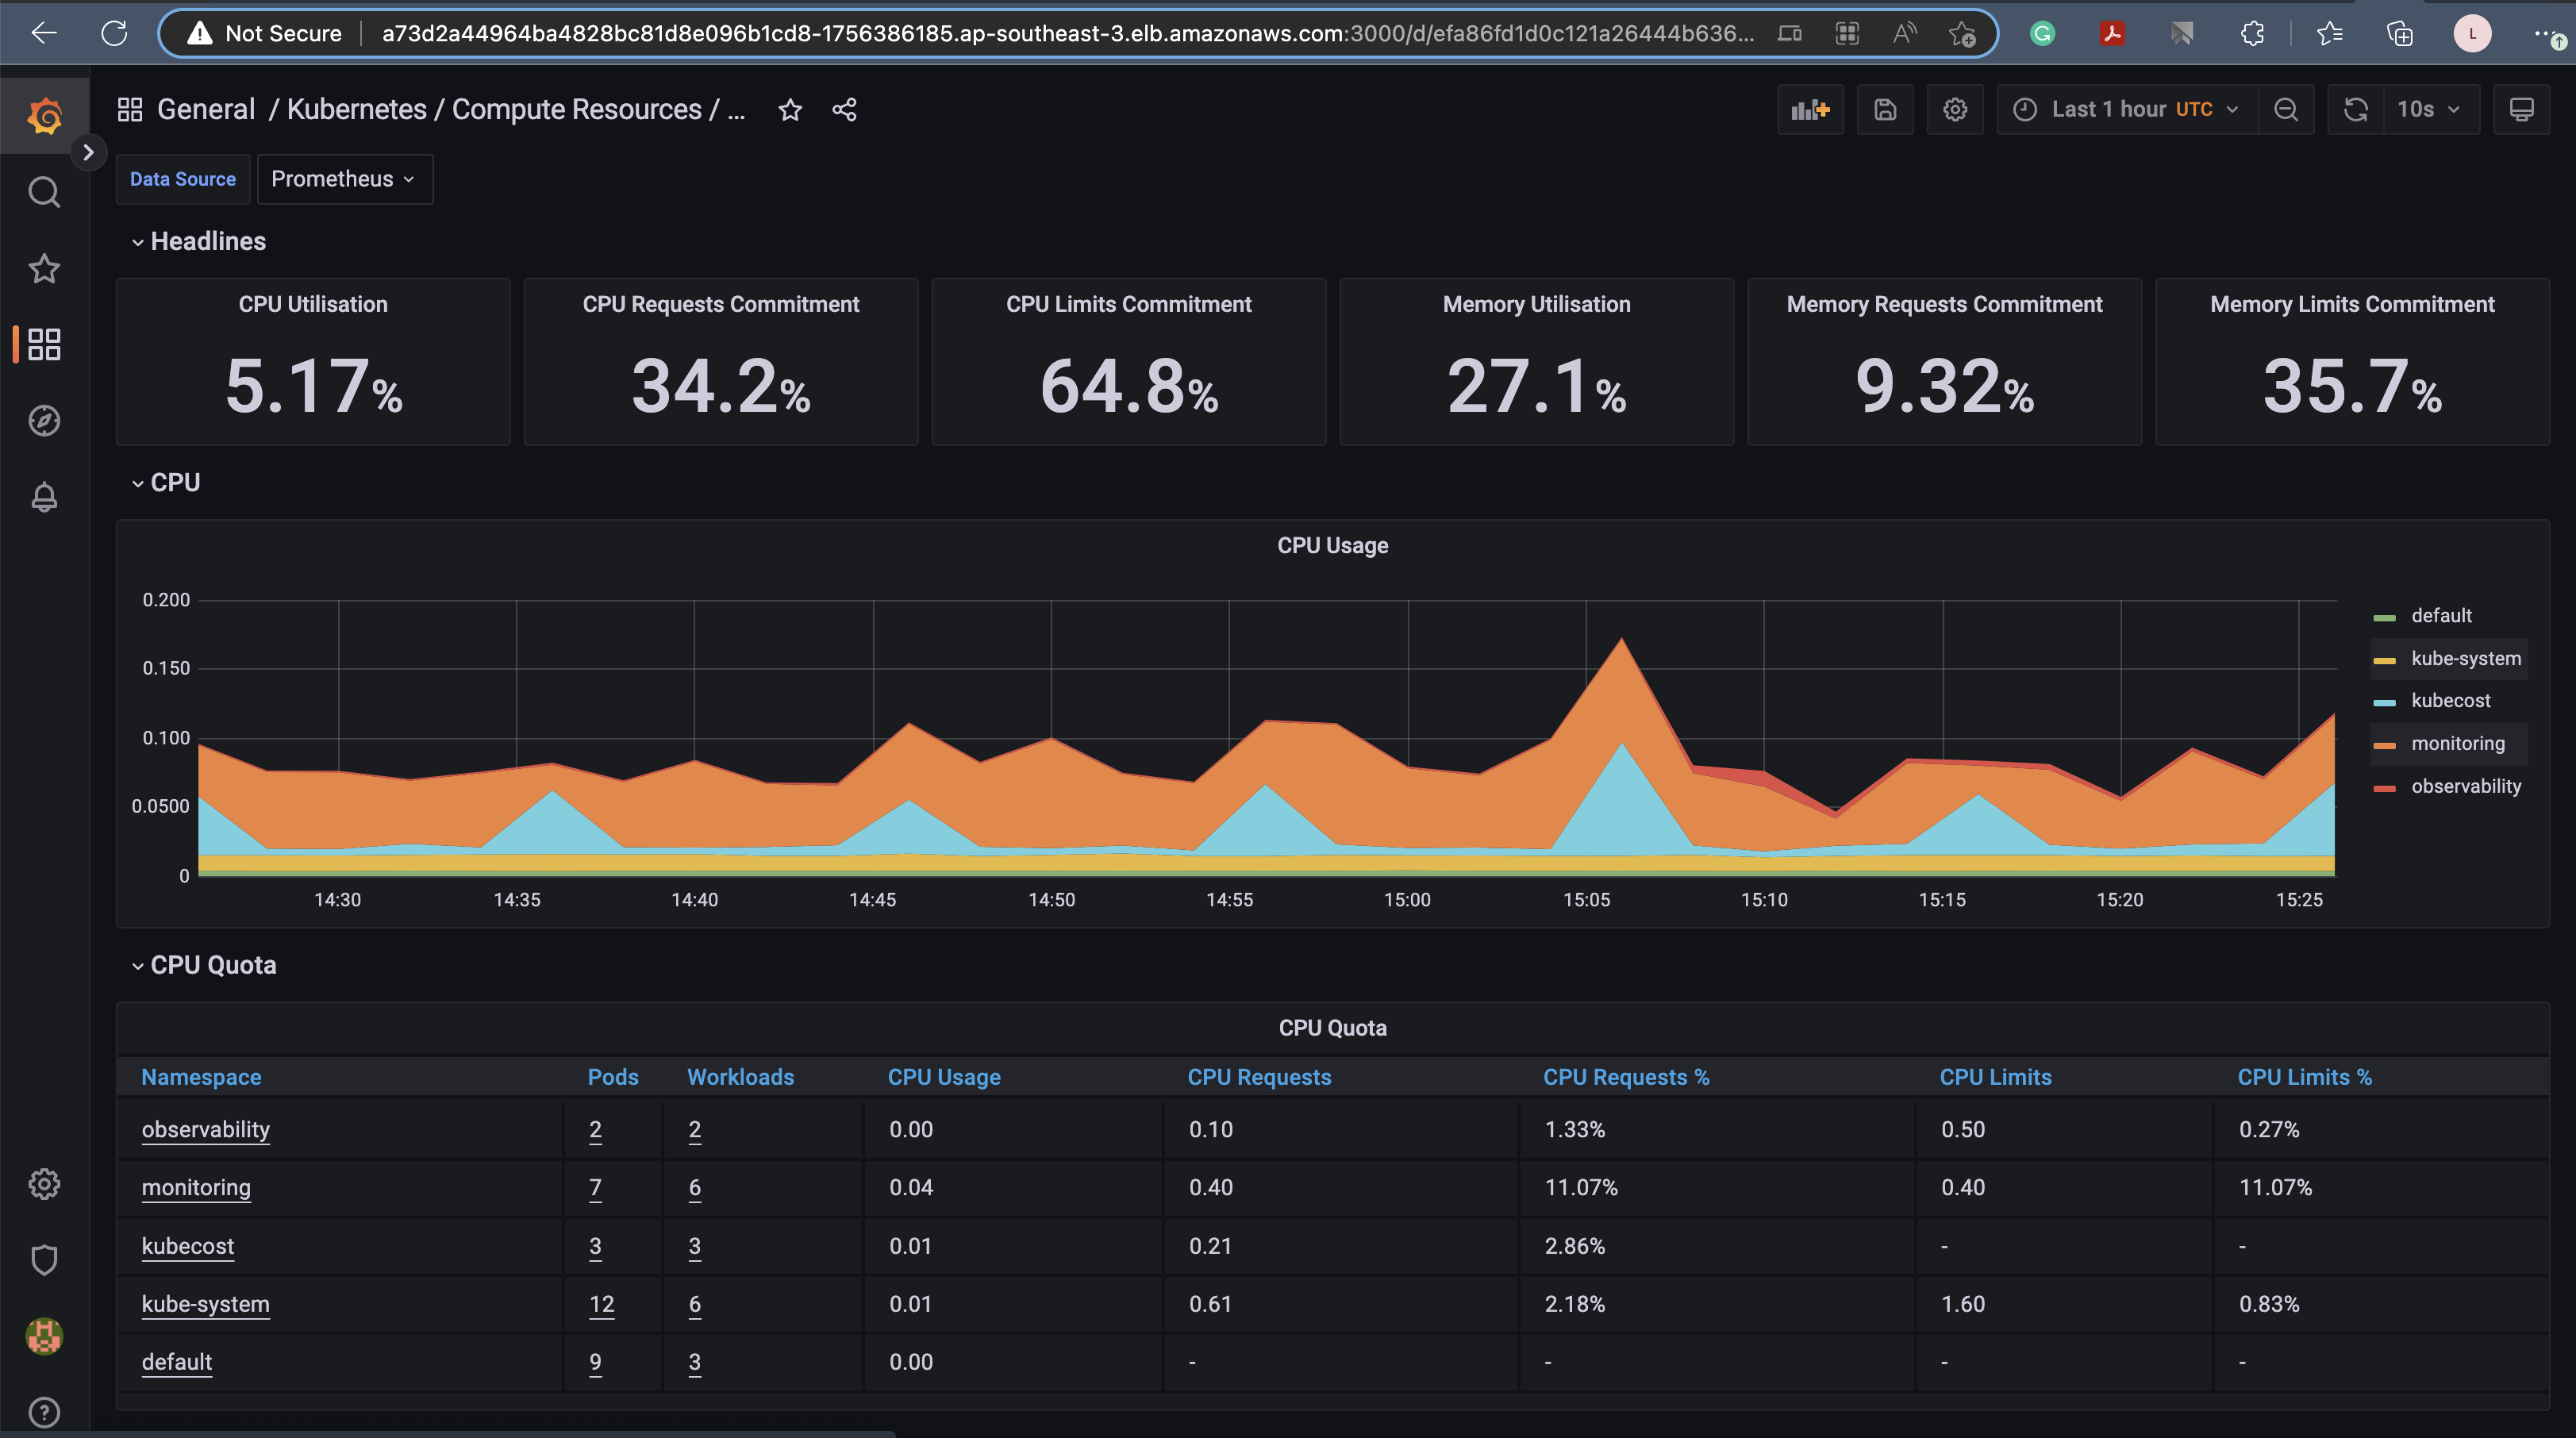 Not Secure
a73d2a44964ba4828bc81d8e096b1cd8-1756386185.ap-southeast-3.elb.amazonaws.com:3000/d/efa86fd1d0c121a26444b636...
L
General / Kubernetes / Compute Resources / ...
Last 1 hour UTC
10s
Data Source
Prometheus
Headlines
CPU Utilisation
5.17%
CPU Requests Commitment
34.2%
CPU Limits Commitment
64.8%
Memory Utilisation
27.1%
Memory Requests Commitment
9.32%
Memory Limits Commitment
35.7%
CPU
CPU Usage
0.200
0.150
0.100
0.0500
0
14:30 14:35 14:40 14:45 14:50 14:55 15:00 15:05 15:10 15:15 15:20 15:25
default
kube-system
kubecost
monitoring
observability
CPU Quota
CPU Quota
Namespace Pods Workloads CPU Usage CPU Requests CPU Requests % CPU Limits CPU Limits %
observability 2 2 0.00 0.10 1.33% 0.50 0.27%
monitoring 7 6 0.04 0.40 11.07% 0.40 11.07%
kubecost 3 3 0.01 0.21 2.86% - -
kube-system 12 6 0.01 0.61 2.18% 1.60 0.83%
default 9 3 0.00 - - - -